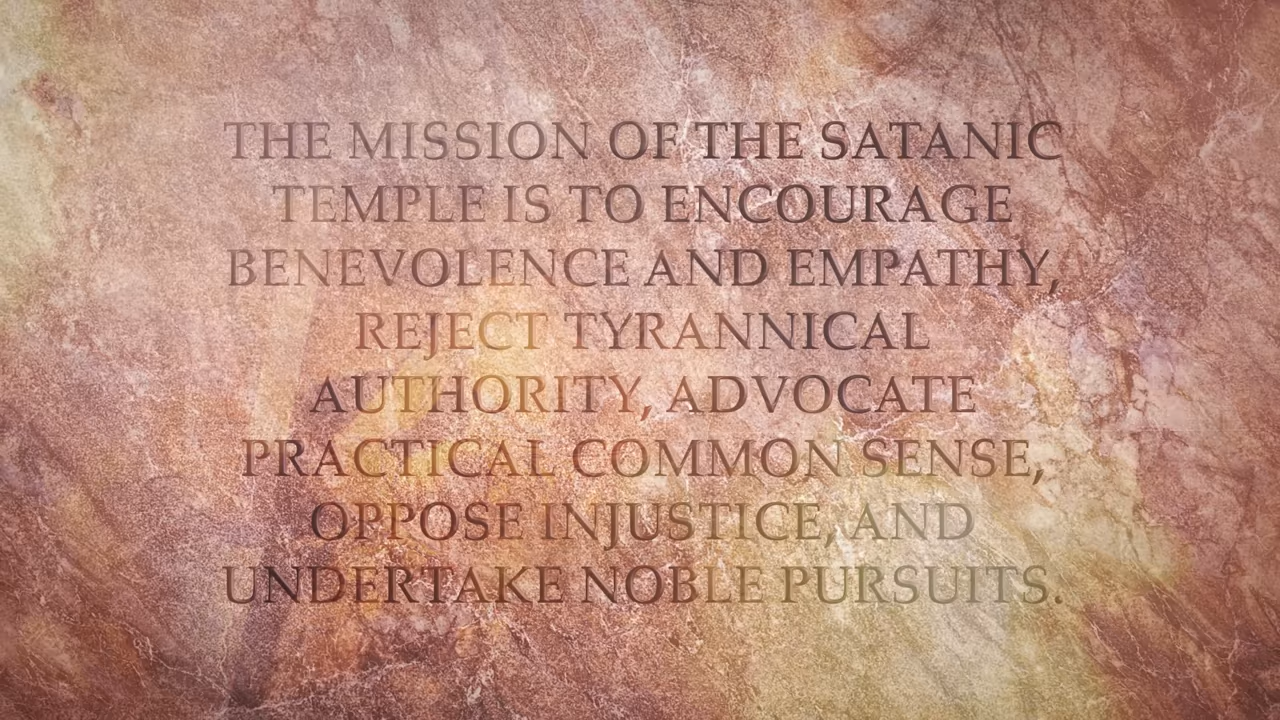 THE MISSION OF THE SATANIC
TEMPLE IS TO ENCOURAGE
BENEVOLENCE AND EMPATHY,
REJECT TYRANNICAL
AUTHORITY, ADVOCATE
PRACTICAL COMMON SENSE,
OPPOSE INJUSTICE, AND
UNDERTAKE NOBLE PURSUITS.